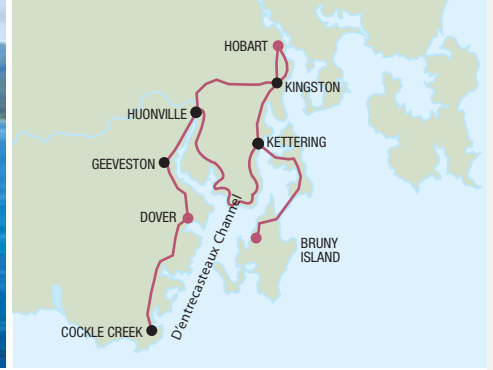 HOBART
KINGSTON
HUONVILLE
KETTERING
GEEVESTON
DOVER
BRUNY
ISLAND
D'entrecasteaux Channel
COCKLE CREEK